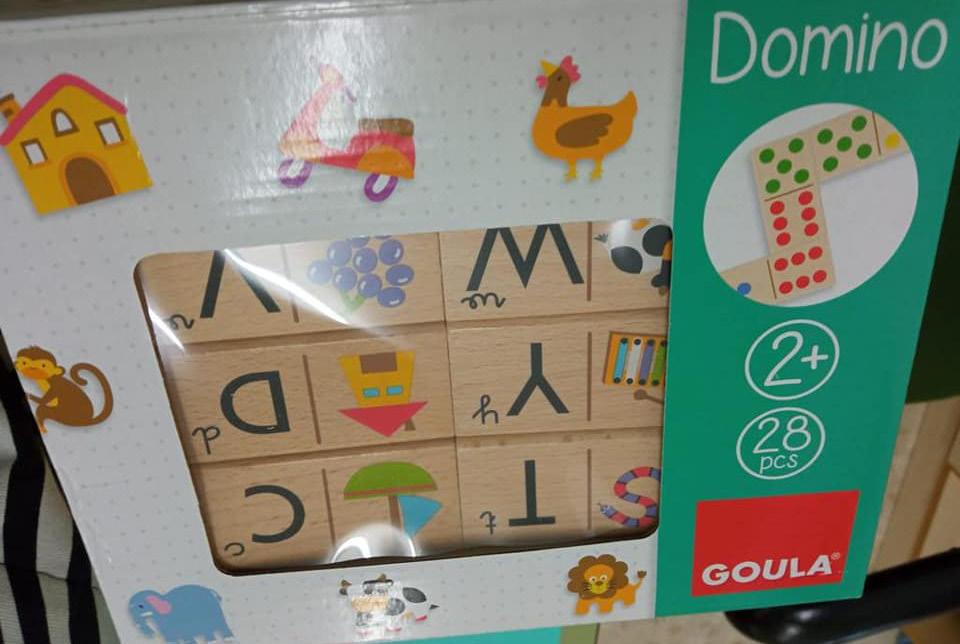 Domino
V v
W w
D d
Y y
C c
T t
2+
28
pcs
GOULA®